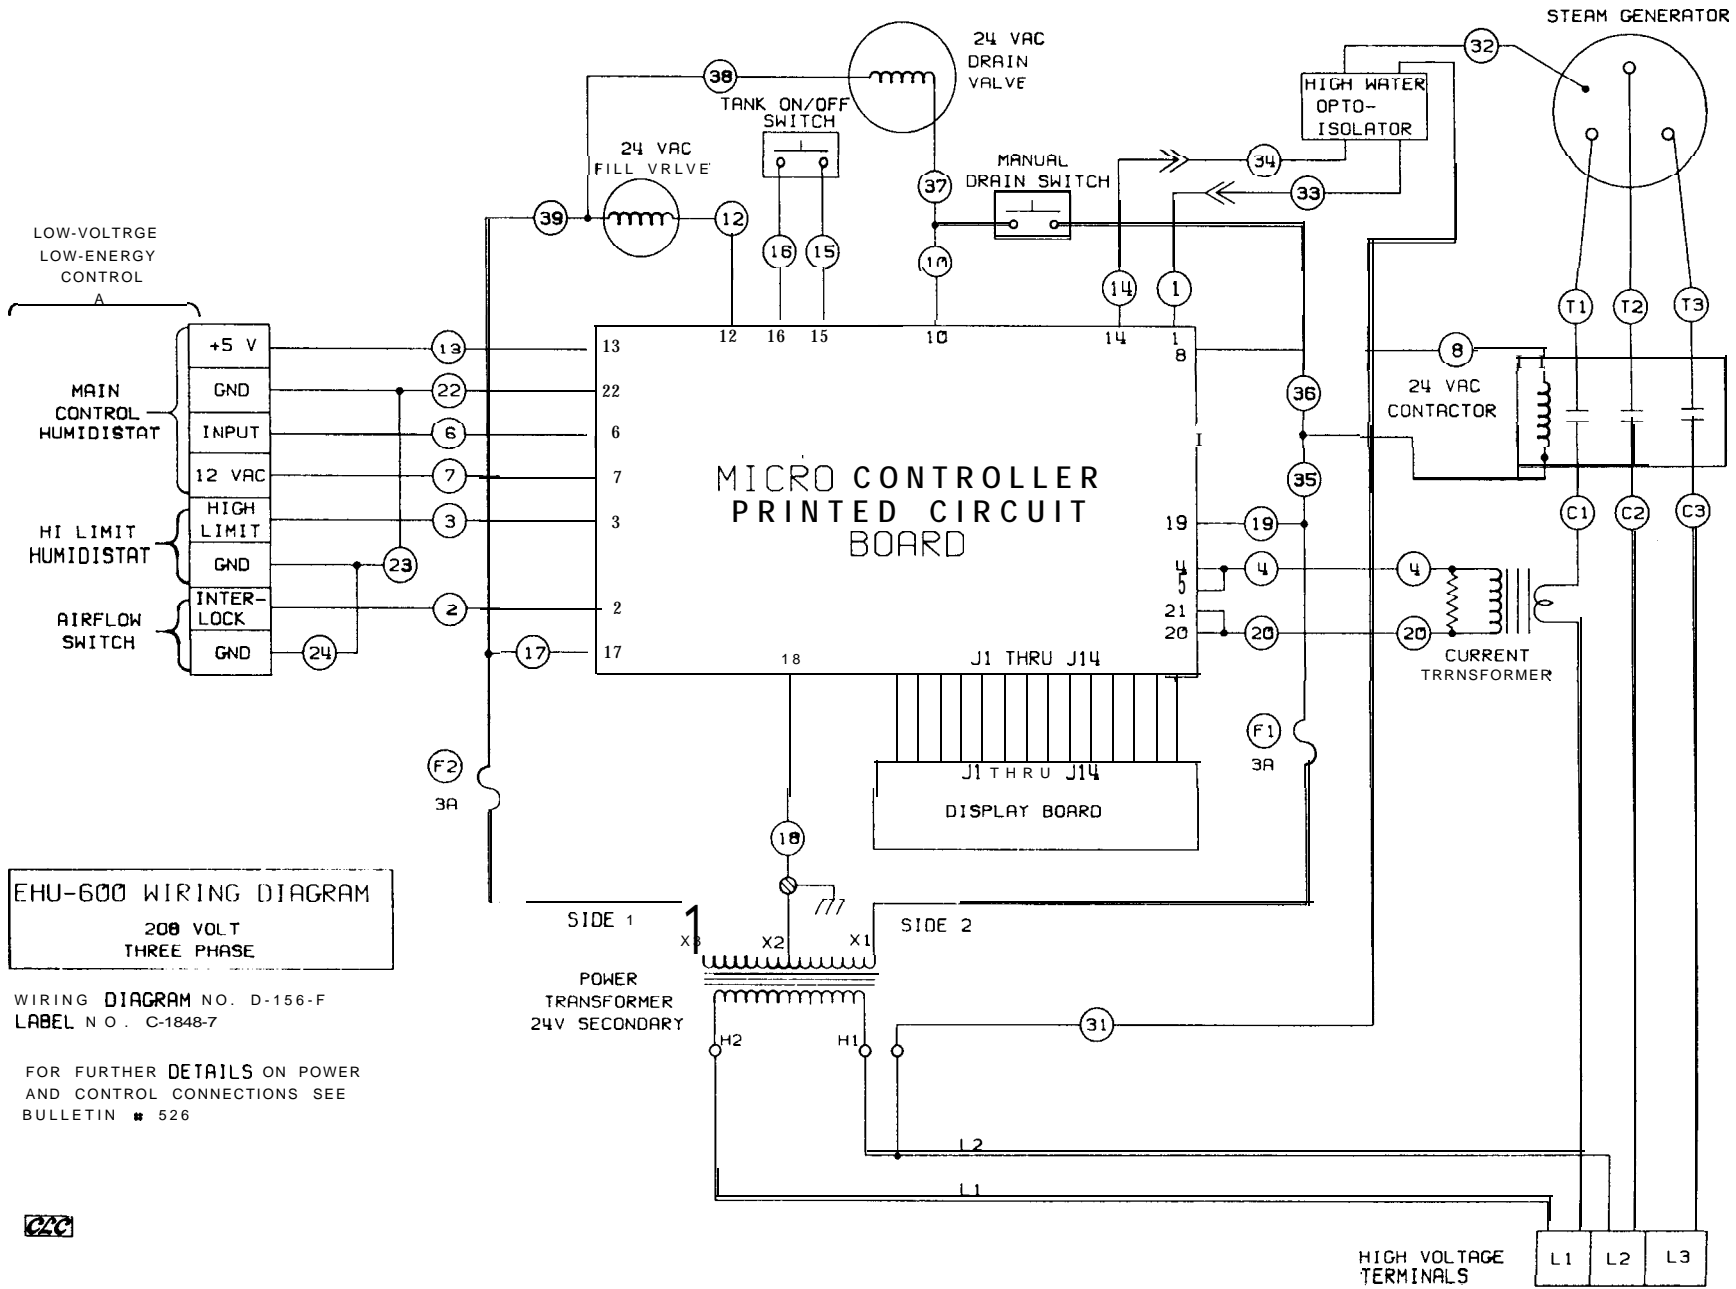 STEAM GENERATOR
32
24 VAC
DRAIN
VALVE
38
HIGH WATER
OPTO-
ISOLATOR
TANK ON/OFF
SWITCH
24 VAC
FILL VRLVE
MANUAL
DRAIN SWITCH
34
33
37
39
12
16
15
10
14
1
T1
T2
T3
LOW-VOLTRGE
LOW-ENERGY
CONTROL
A
MAIN
CONTROL
HUMIDISTAT
HI LIMIT
HUMIDISTAT
AIRFLOW
SWITCH
+5 V
GND
INPUT
12 VAC
HIGH
LIMIT
GND
INTER-
LOCK
GND
13
22
6
7
3
23
2
24
17
12
16
15
10
14
1
8
13
22
6
7
3
2
17
18
MICRO CONTROLLER
PRINTED CIRCUIT
BOARD
19
4
5
21
20
J1 THRU J14
8
24 VAC
CONTACTOR
36
35
19
4
4
20
20
CURRENT
TRRNSFORMER
C1
C2
C3
F2
3A
F1
3A
J1 THRU J14
DISPLAY BOARD
18
EHU-600 WIRING DIAGRAM
208 VOLT
THREE PHASE
SIDE 1
SIDE 2
1
X3
X2
X1
POWER
TRANSFORMER
24V SECONDARY
H2
H1
31
WIRING DIAGRAM NO. D-156-F
LABEL NO. C-1848-7
FOR FURTHER DETAILS ON POWER
AND CONTROL CONNECTIONS SEE
BULLETIN # 526
L2
L1
CLC
HIGH VOLTAGE
TERMINALS
L1
L2
L3